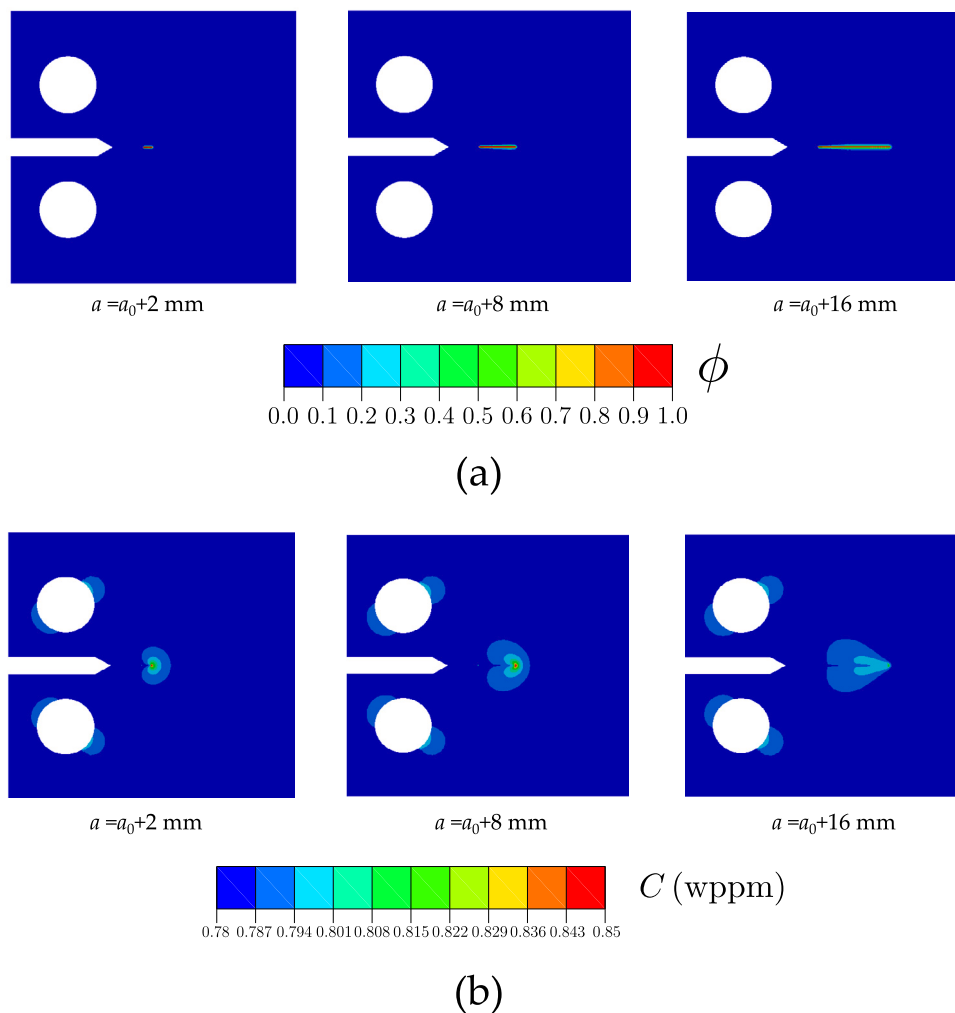 a =a₀+2 mm a =a₀+8 mm a =a₀+16 mm
ϕ
0.0 0.1 0.2 0.3 0.4 0.5 0.6 0.7 0.8 0.9 1.0
(a)
a =a₀+2 mm a =a₀+8 mm a =a₀+16 mm
C (wppm)
0.78 0.787 0.794 0.801 0.808 0.815 0.822 0.829 0.836 0.843 0.85
(b)